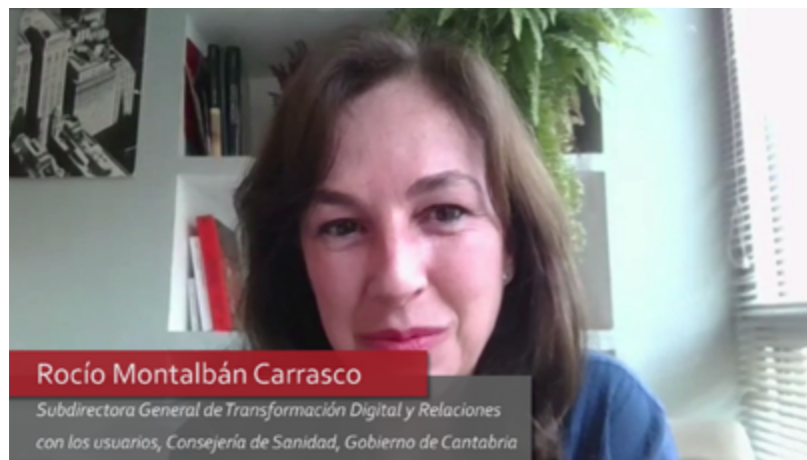 Rocío Montalbán Carrasco
Subdirectora General de Transformación Digital y Relaciones
con los usuarios, Consejería de Sanidad, Gobierno de Cantabria